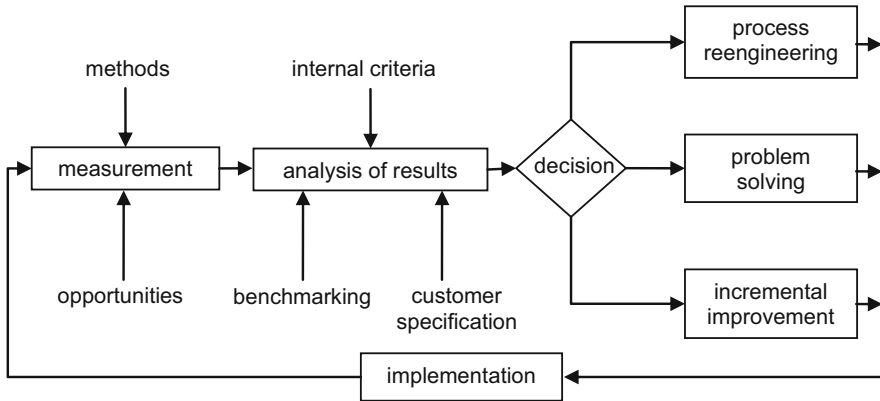 process
reengineering
methods
internal criteria
measurement
analysis of results
decision
problem
solving
opportunities
benchmarking
customer
specification
incremental
improvement
implementation